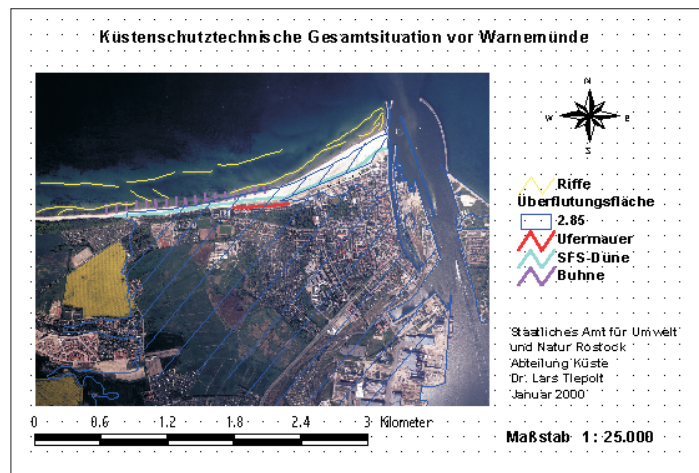 Küstenschutztechnische Gesamtsituation vor Warnemünde
N
W
E
S
Riffe
Überflutungsfläche
2.85
Ufermauer
SFS-Düne
Buhne
Staatliches Amt für Umwelt
und Natur Rostock
Abteilung Küste
Dr. Lars Tiepolt
Januar 2000
0 0.6 1.2 1.8 2.4 3 Kilometer
Maßstab 1 : 25.000